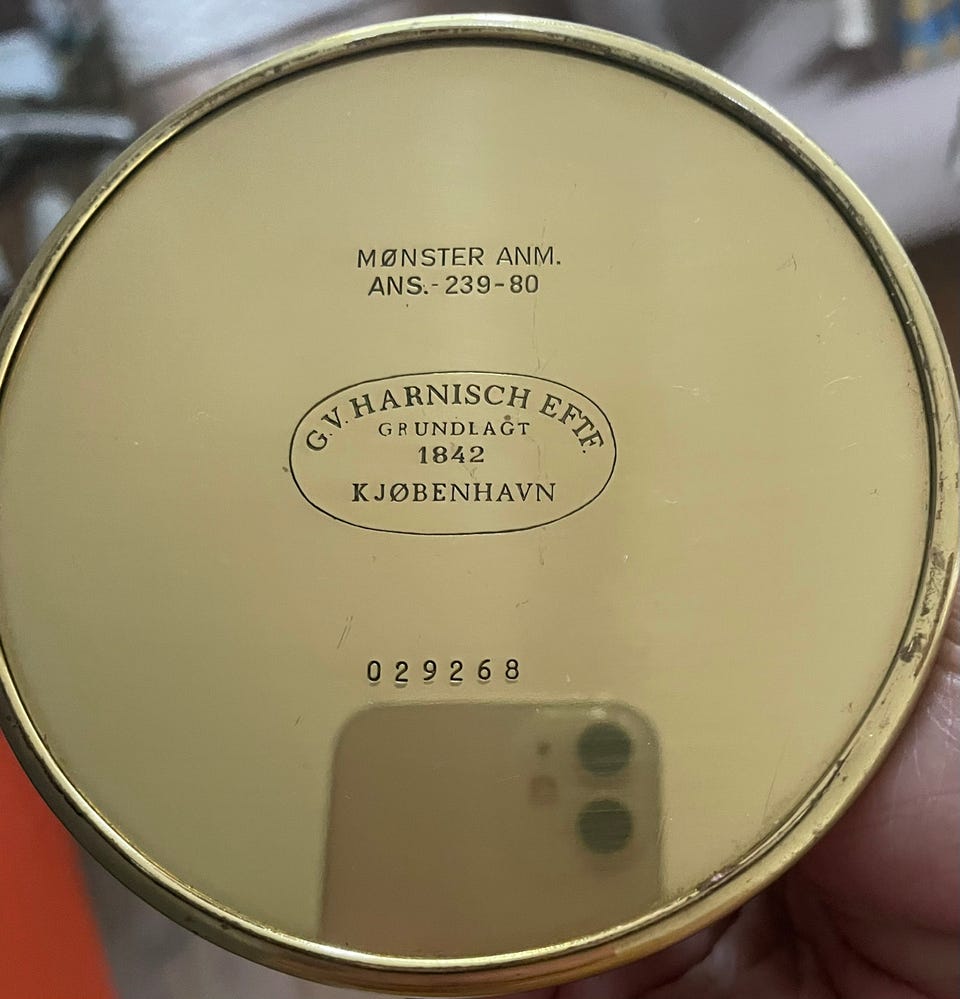 MØNSTER ANM.
ANS.-239-80
G.V. HARNISCH EFTF.
GRUNDLAGT
1842
KJØBENHAVN
029268